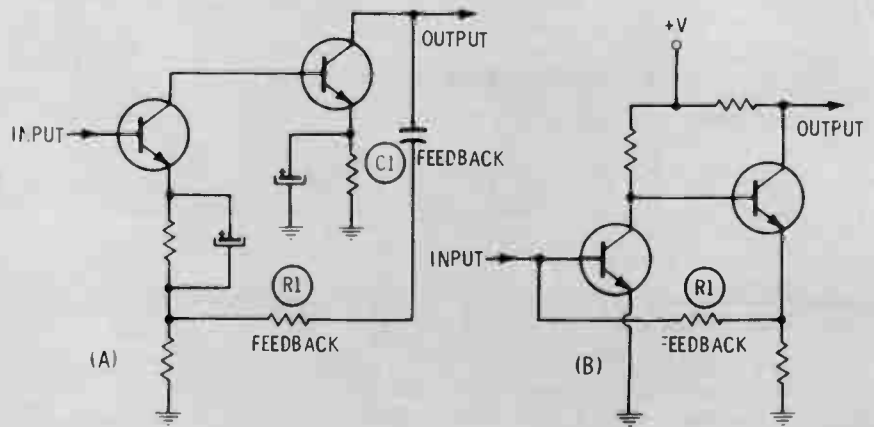 OUTPUT
INPUT
C1
FEEDBACK
R1
FEEDBACK
(A)
+V
OUTPUT
INPUT
R1
FEEDBACK
(B)